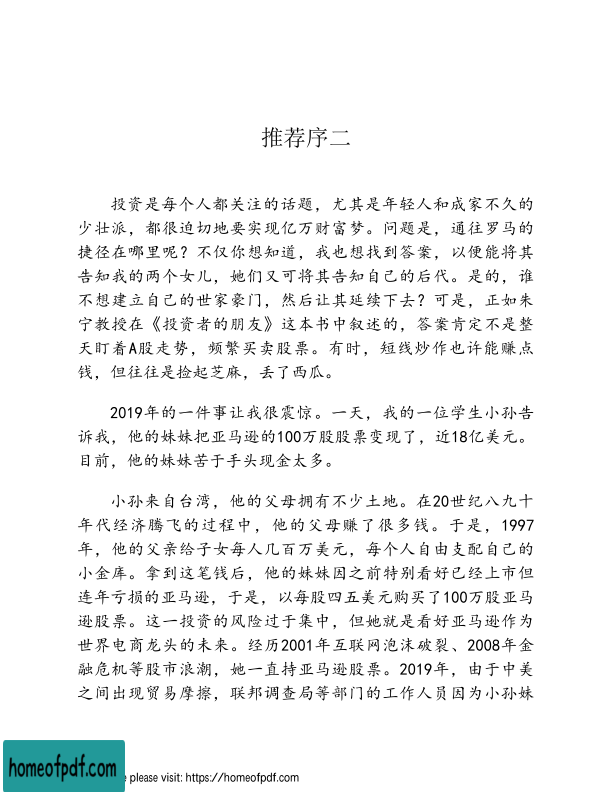 推荐序二
投资是每个人都关注的话题，尤其是年轻人和成家不久的
少壮派，都很迫切地要实现亿万财富梦。问题是，通往罗马的
捷径在哪里呢？不仅你想知道，我也想找到答案，以便能将其
告知我的两个女儿，她们又可将其告知自己的后代。是的，谁
不想建立自己的世家豪门，然后让其延续下去？可是，正如朱
宁教授在《投资者的朋友》这本书中叙述的，答案肯定不是整
天盯着A股走势，频繁买卖股票。有时，短线炒作也许能赚点
钱，但往往是捡起芝麻，丢了西瓜。
2019年的一件事让我很震惊。一天，我的一位学生小孙告
诉我，他的妹妹把亚马逊的100万股股票变现了，近18亿美元。
目前，他的妹妹苦于手头现金太多。
小孙来自台湾，他的父母拥有不少土地。在20世纪八九十
年代经济腾飞的过程中，他的父母赚了很多钱。于是，1997
年，他的父亲给子女每人几百万美元，每个人自由支配自己的
小金库。拿到这笔钱后，他的妹妹因之前特别看好已经上市但
连年亏损的亚马逊，于是，以每股四五美元购买了100万股亚马
逊股票。这一投资的风险过于集中，但她就是看好亚马逊作为
世界电商龙头的未来。经历2001年互联网泡沫破裂、2008年金
融危机等股市浪潮，她一直持亚马逊股票。2019年，由于中美
之间出现贸易摩擦，联邦调查局等部门的工作人员因为小孙妹
homeofpdf.com
e please visit: https://homeofpdf.com